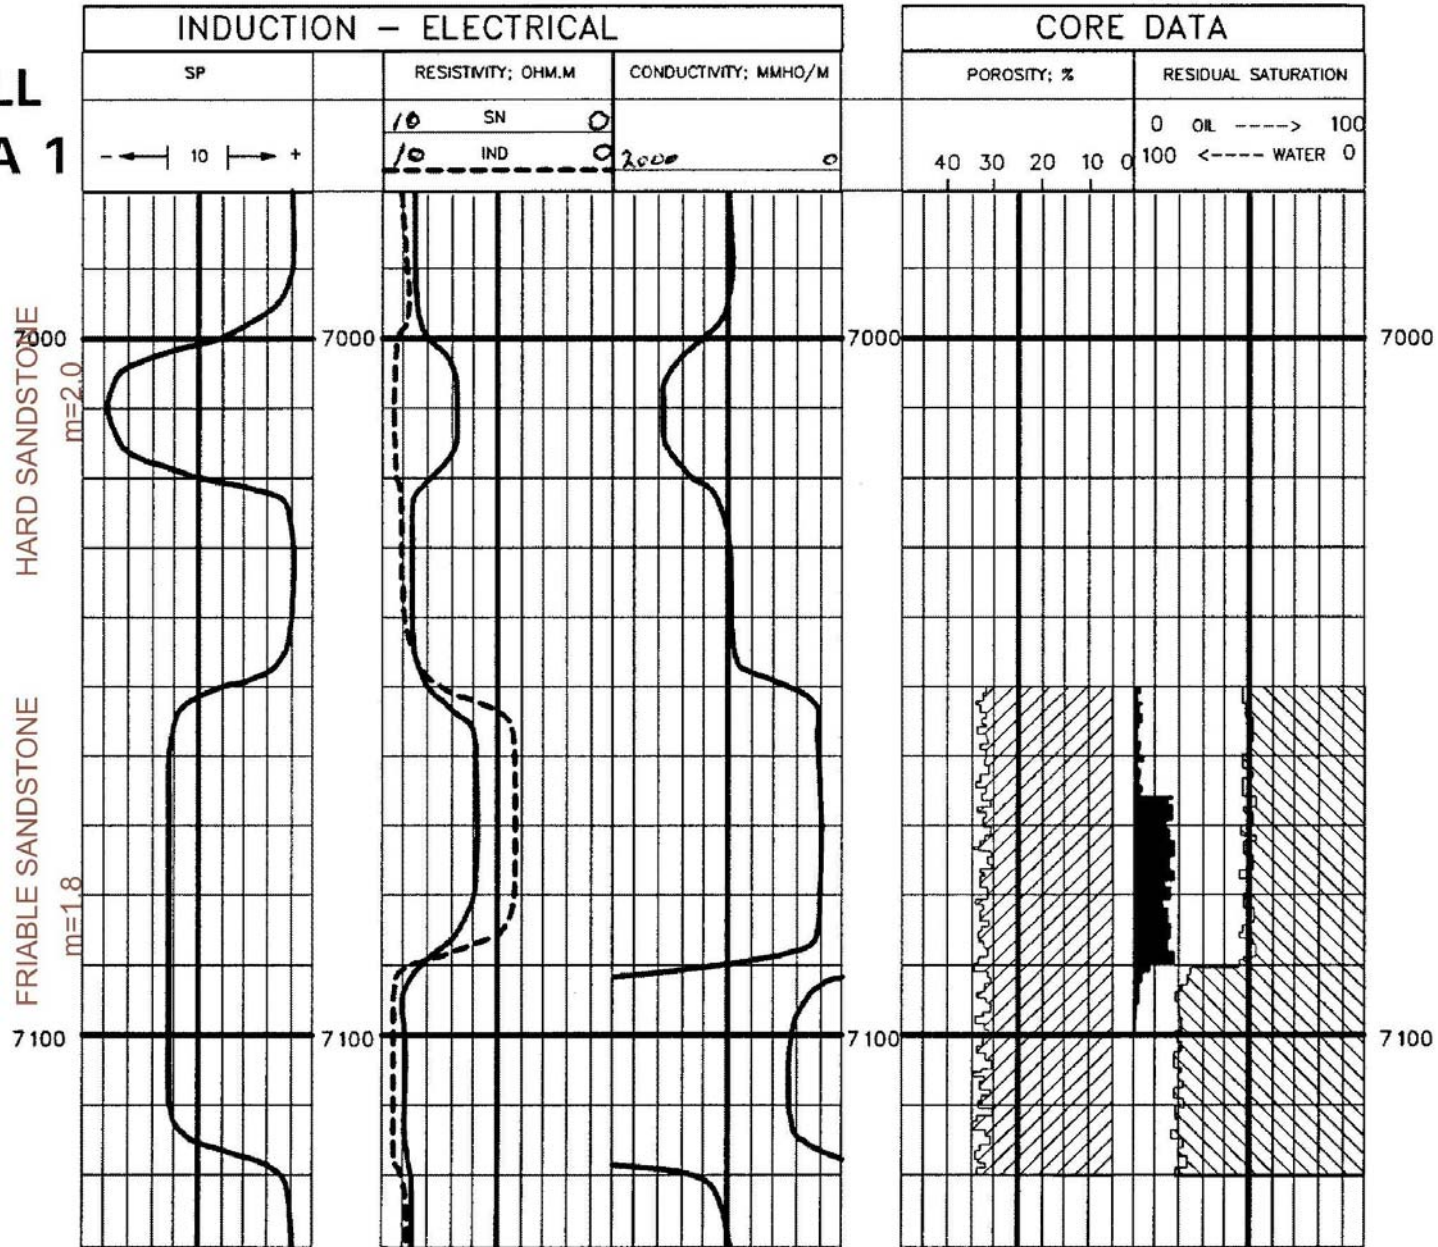 INDUCTION – ELECTRICAL
CORE DATA
LL
A 1
SP
RESISTIVITY; OHM.M
CONDUCTIVITY; MMHO/M
POROSITY; %
RESIDUAL SATURATION
10 SN 0
10 IND 0
2000 0
- 10 +
40 30 20 10 0
0 OIL ----> 100
100 <---- WATER 0
7000 7000 7000 7000
HARD SANDSTONE
m=2.0
FRIABLE SANDSTONE
m=1.8
7100 7100 7100 7100